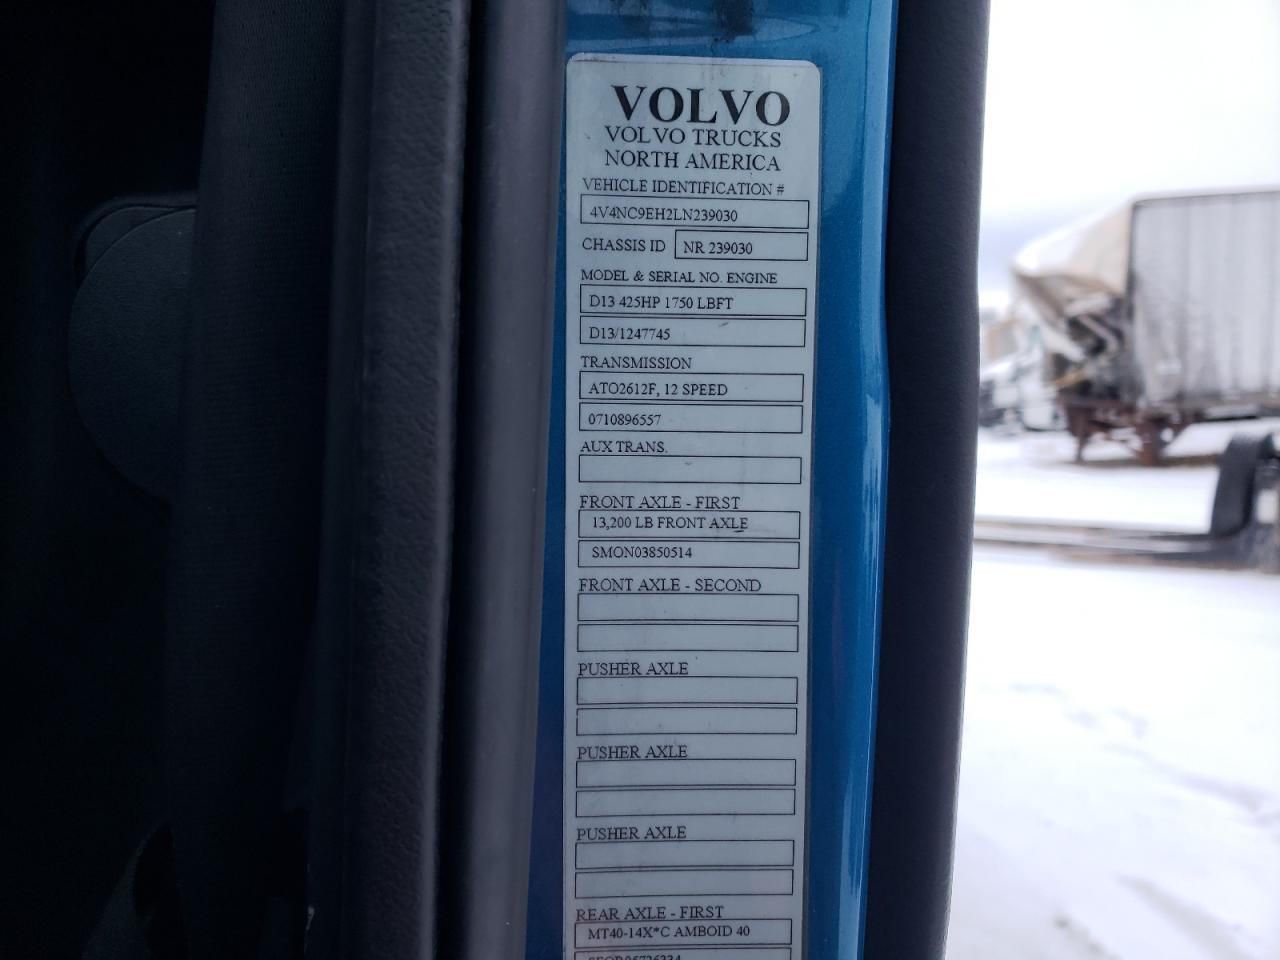 VOLVO
VOLVO TRUCKS
NORTH AMERICA
VEHICLE IDENTIFICATION #
4V4NC9EH2LN239030
CHASSIS ID NR 239030
MODEL & SERIAL NO. ENGINE
D13 425HP 1750 LBFT
D13/1247745
TRANSMISSION
ATO2612F, 12 SPEED
0710896557
AUX TRANS.
FRONT AXLE - FIRST
13,200 LB FRONT AXLE
SMON03850514
FRONT AXLE - SECOND
PUSHER AXLE
PUSHER AXLE
PUSHER AXLE
REAR AXLE - FIRST
MT40-14X*C AMBOID 40